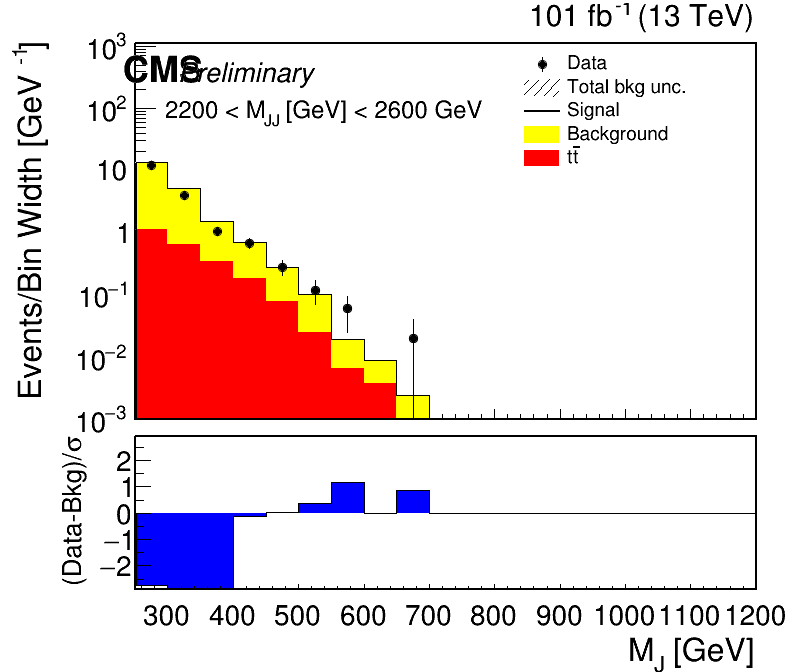 101 fb⁻¹ (13 TeV)
CMS Preliminary
2200 < M_JJ [GeV] < 2600 GeV
Data
Total bkg unc.
Signal
Background
tt̄
Events/Bin Width [GeV⁻¹]
10³
10²
10
1
10⁻¹
10⁻²
10⁻³
(Data-Bkg)/σ
2
1
0
−1
−2
300 400 500 600 700 800 900 1000 1100 1200
M_J [GeV]